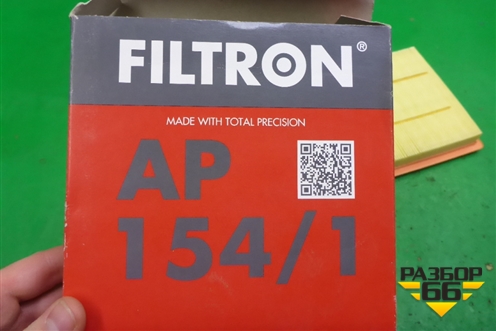 FILTRON®
MADE WITH TOTAL PRECISION
AP
154/1
РАЗБОР
66